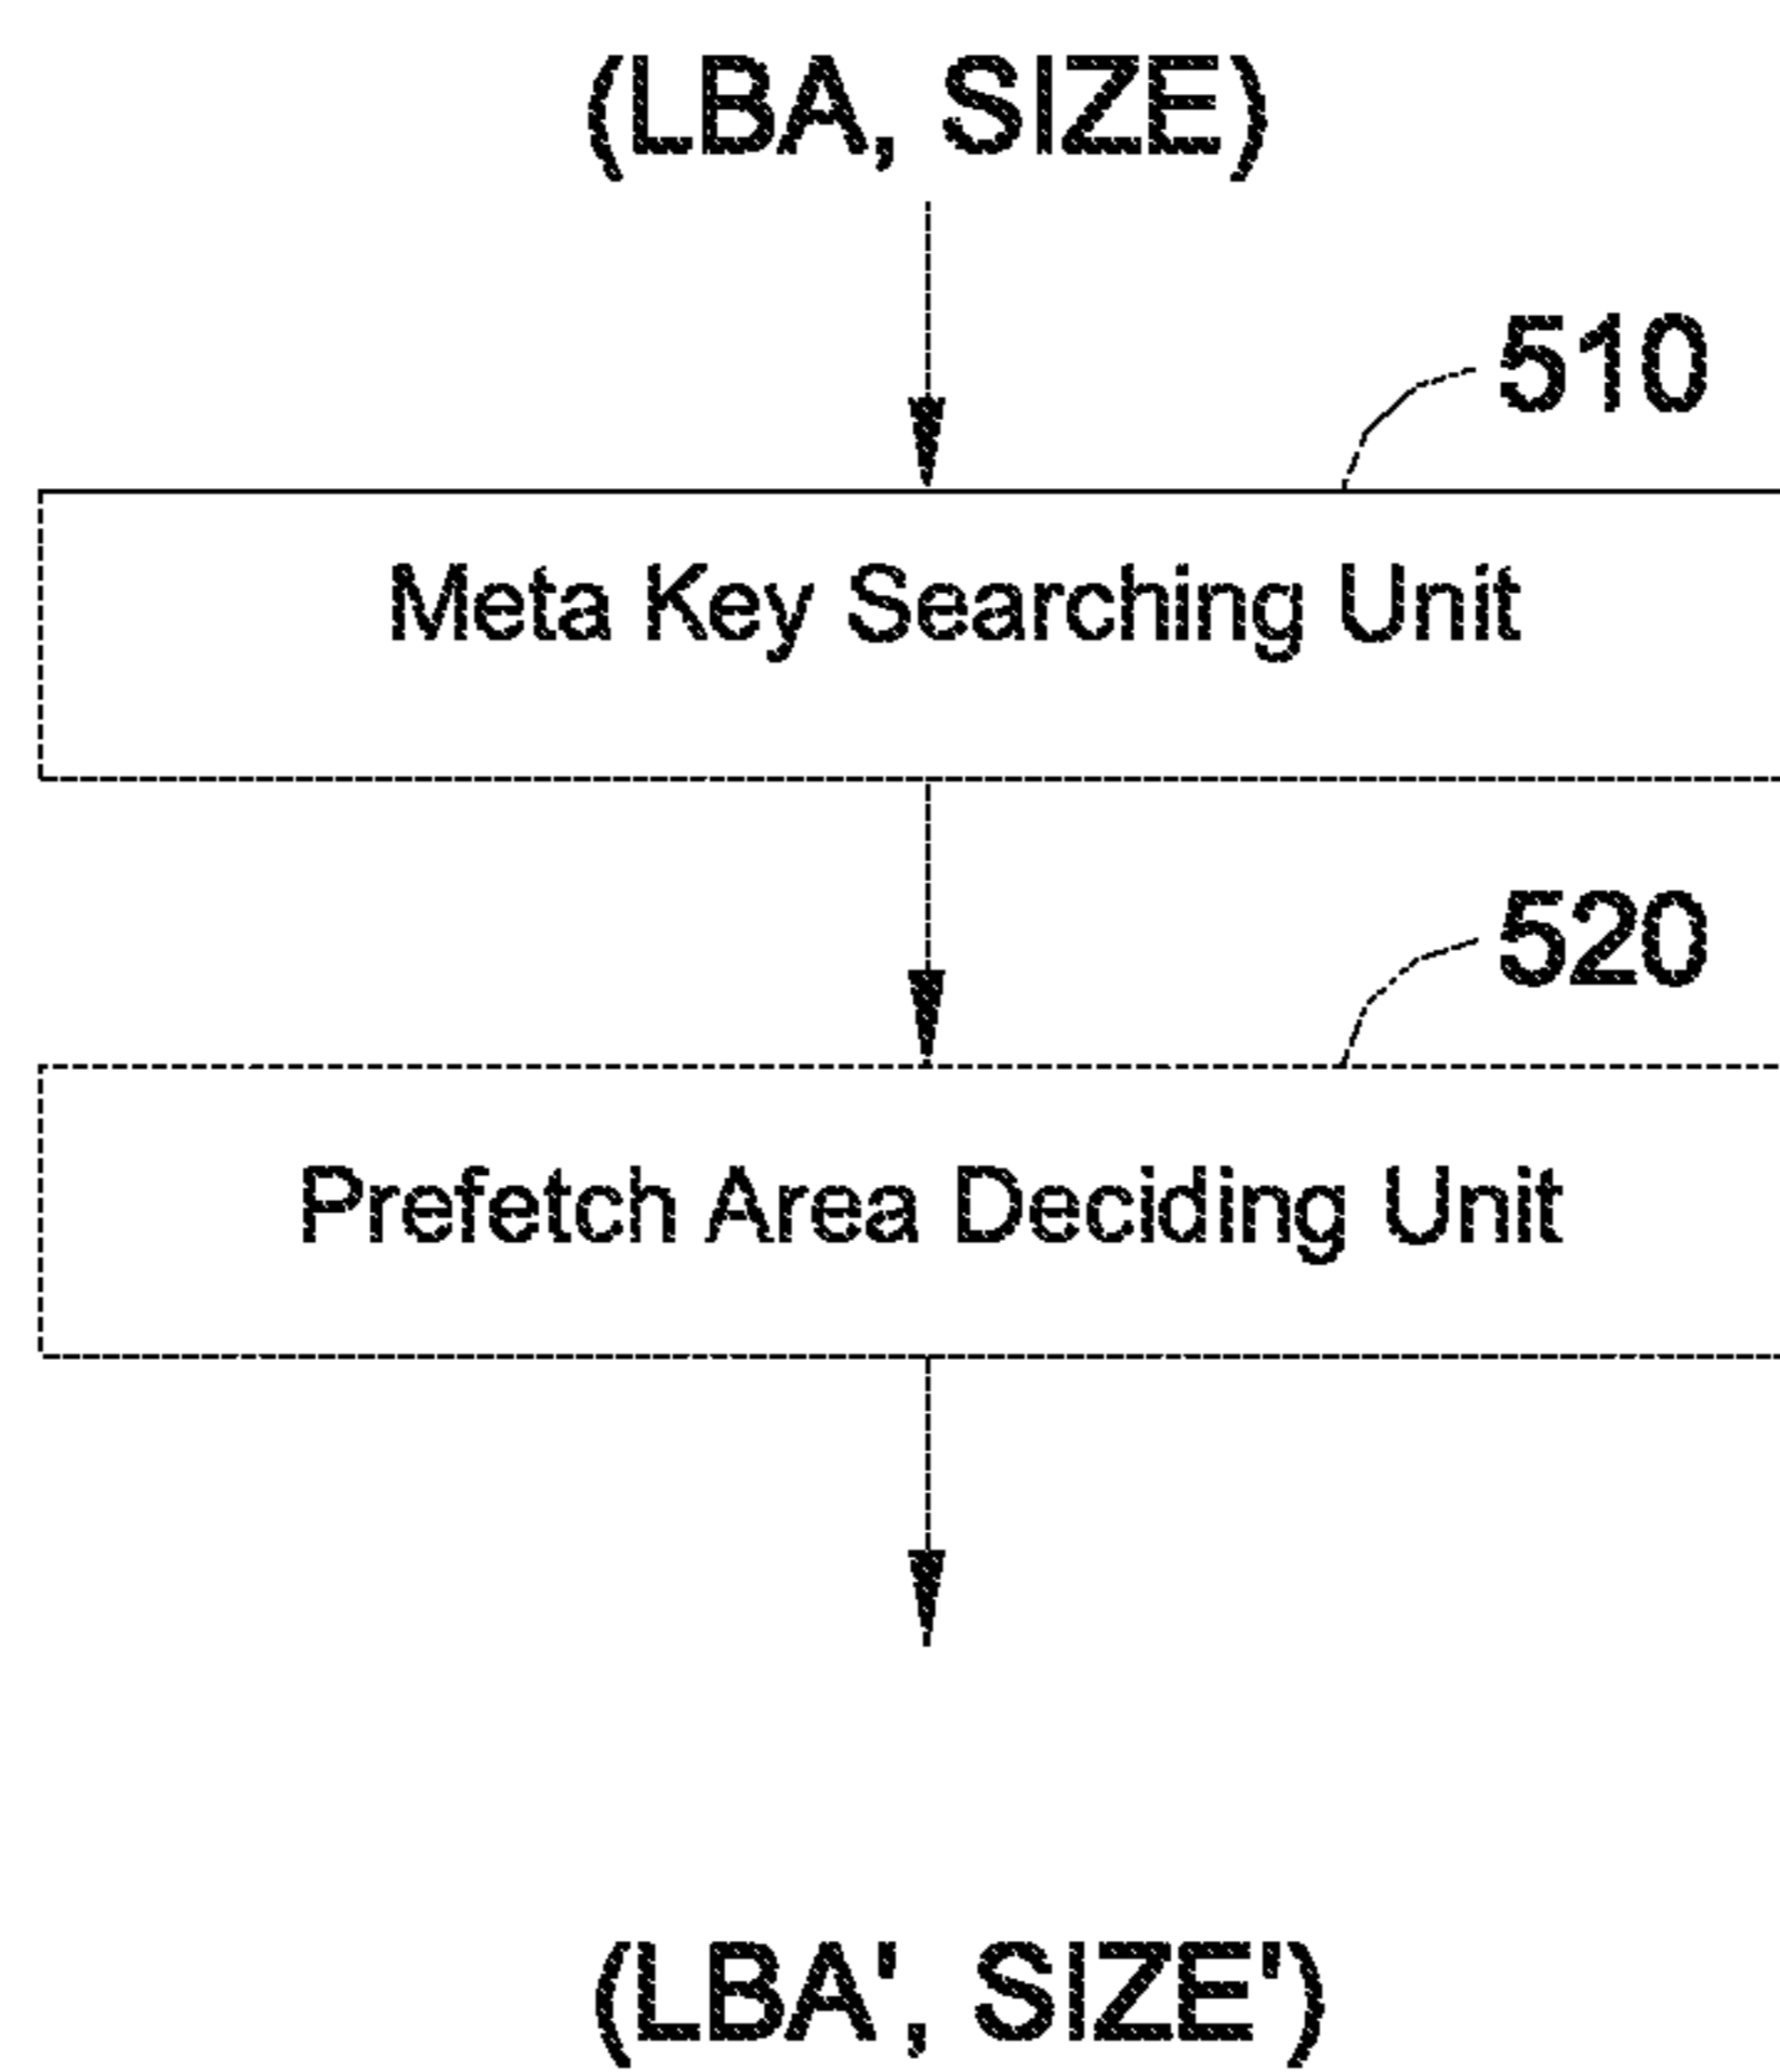 (LBA, SIZE)
510
Meta Key Searching Unit
520
Prefetch Area Deciding Unit
(LBA', SIZE')